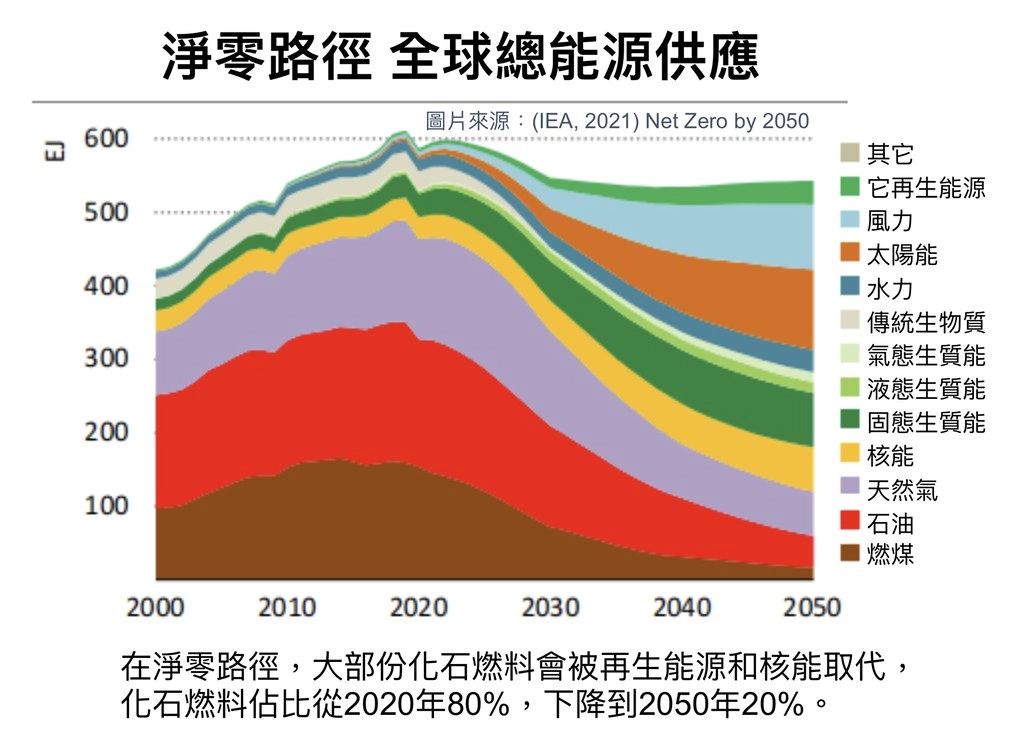 淨零路徑 全球總能源供應
圖片來源：(IEA, 2021) Net Zero by 2050
EJ
600
500
400
300
200
100
2000 2010 2020 2030 2040 2050
其它
它再生能源
風力
太陽能
水力
傳統生物質
氣態生質能
液態生質能
固態生質能
核能
天然氣
石油
燃煤
在淨零路徑，大部份化石燃料會被再生能源和核能取代，
化石燃料佔比從2020年80%，下降到2050年20%。